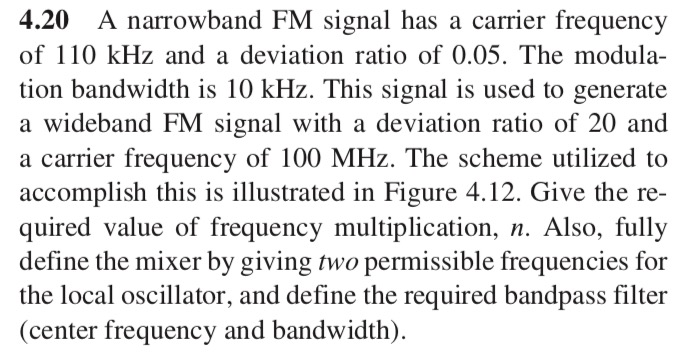 4.20 A narrowband FM signal has a carrier frequency
of 110 kHz and a deviation ratio of 0.05. The modula-
tion bandwidth is 10 kHz. This signal is used to generate
a wideband FM signal with a deviation ratio of 20 and
a carrier frequency of 100 MHz. The scheme utilized to
accomplish this is illustrated in Figure 4.12. Give the re-
quired value of frequency multiplication, n. Also, fully
define the mixer by giving two permissible frequencies for
the local oscillator, and define the required bandpass filter
(center frequency and bandwidth).